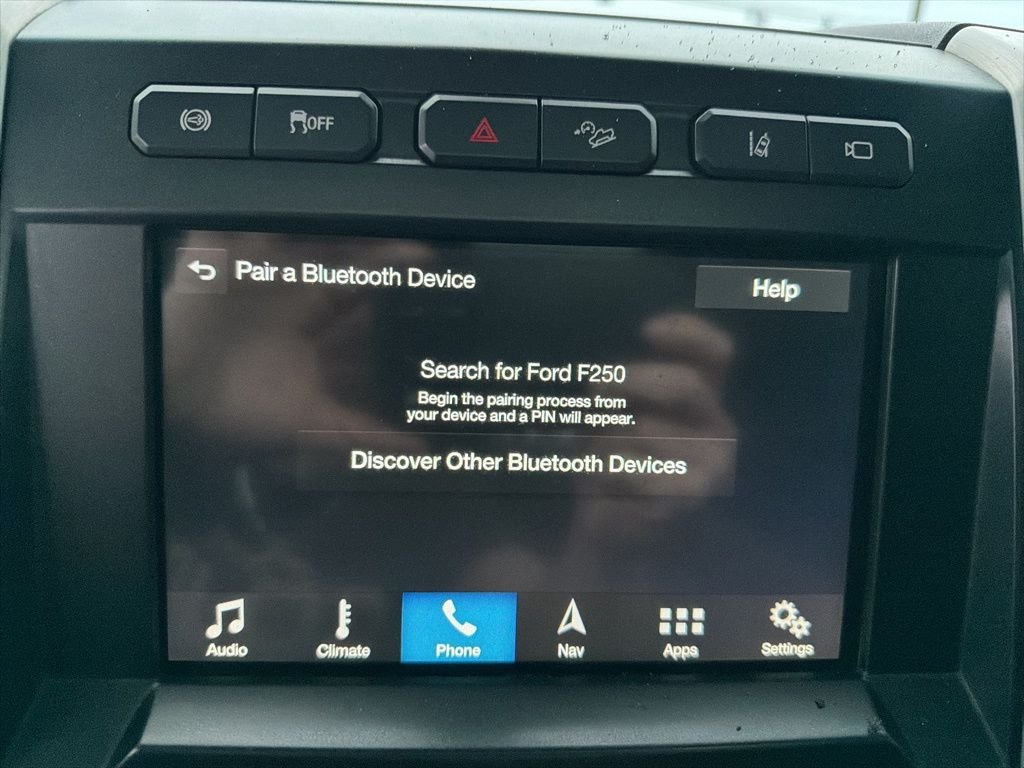 OFF
Pair a Bluetooth Device
Help
Search for Ford F250
Begin the pairing process from
your device and a PIN will appear.
Discover Other Bluetooth Devices
Audio
Climate
Phone
Nav
Apps
Settings